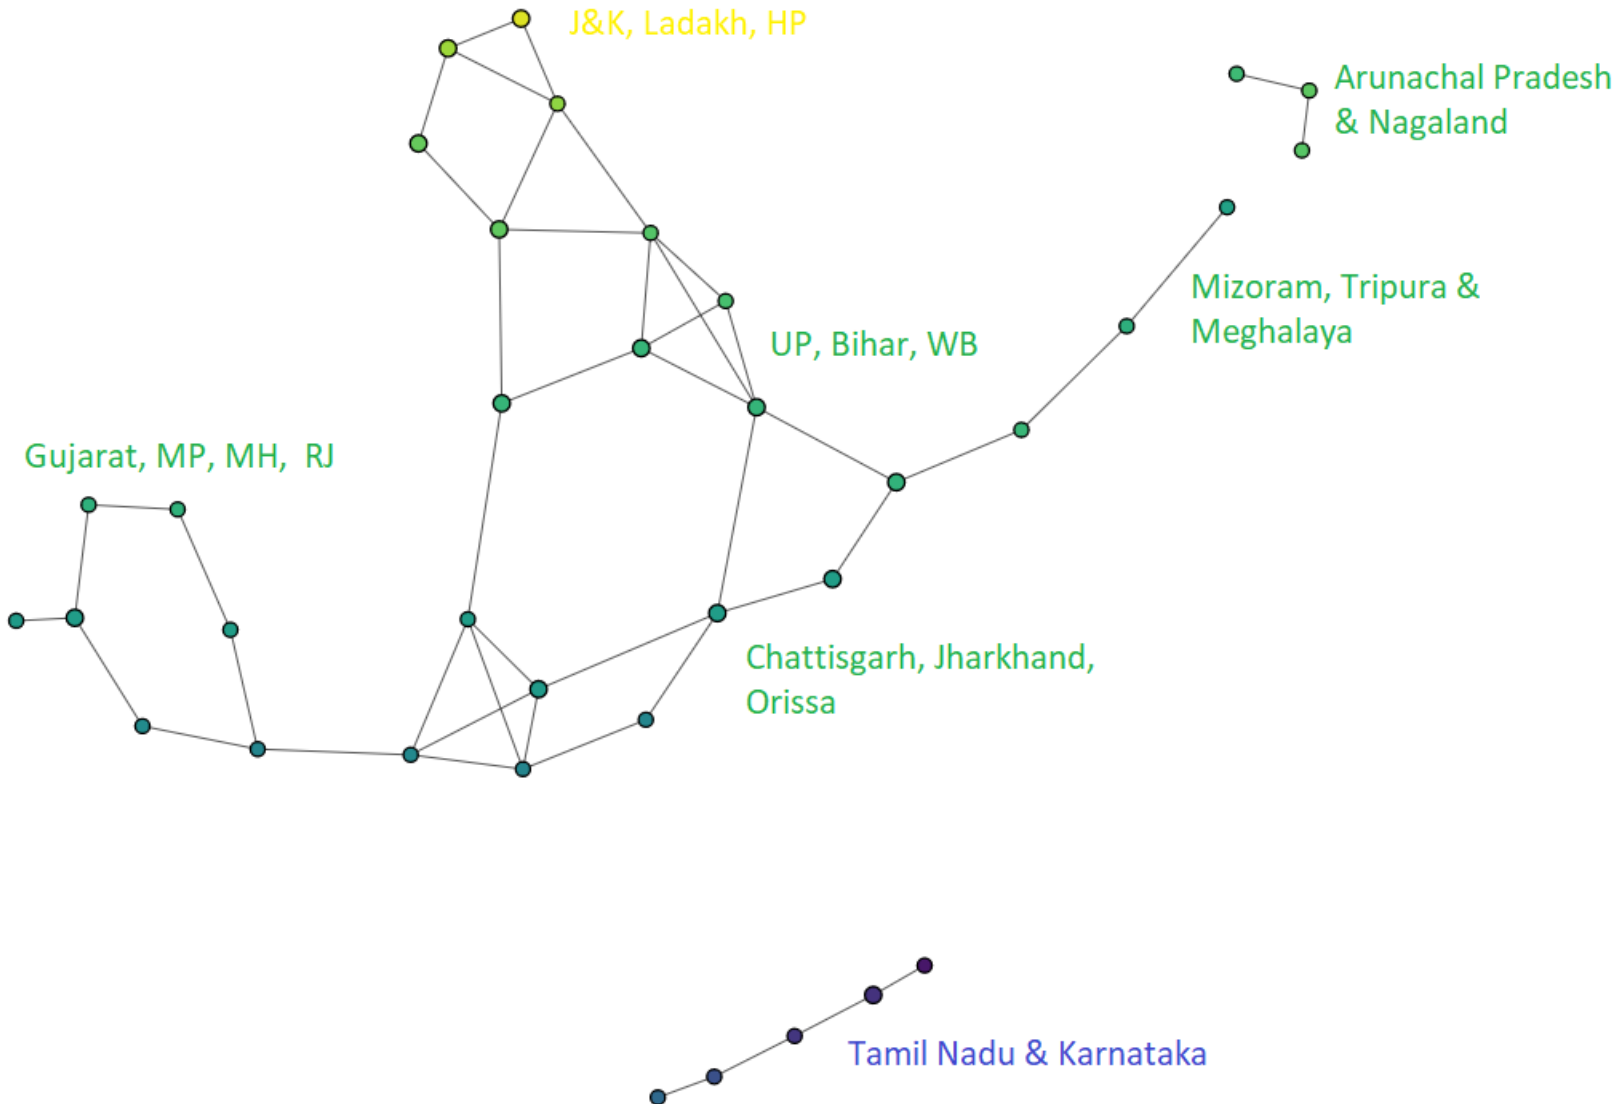 J&K, Ladakh, HP
Arunachal Pradesh
& Nagaland
Mizoram, Tripura &
Meghalaya
UP, Bihar, WB
Gujarat, MP, MH, RJ
Chattisgarh, Jharkhand,
Orissa
Tamil Nadu & Karnataka